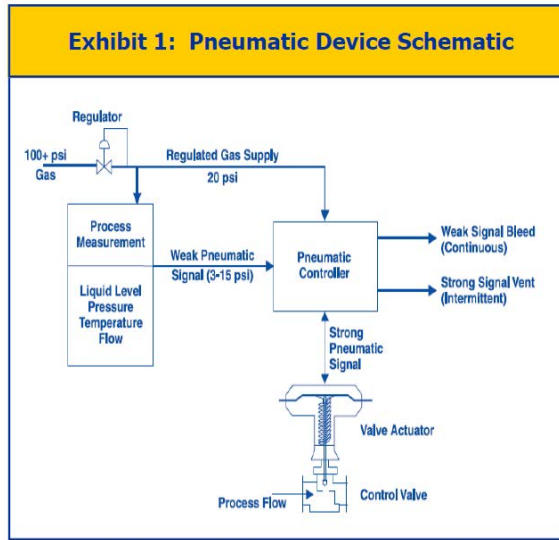 Exhibit 1: Pneumatic Device Schematic
Regulator
100+ psi
Gas
Regulated Gas Supply
20 psi
Process
Measurement
Liquid Level
Pressure
Temperature
Flow
Weak Pneumatic
Signal (3-15 psi)
Pneumatic
Controller
Weak Signal Bleed
(Continuous)
Strong Signal Vent
(Intermittent)
Strong
Pneumatic
Signal
Valve Actuator
Process Flow
Control Valve